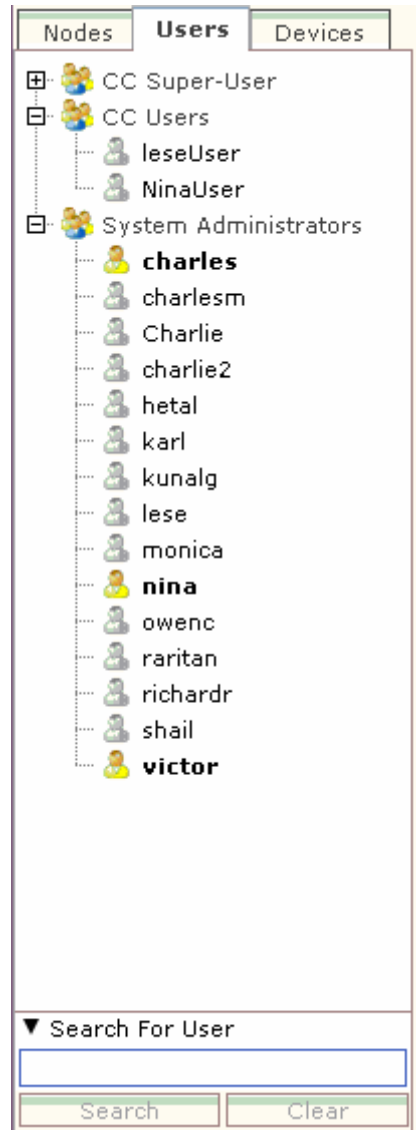 Nodes Users Devices
CC Super-User
CC Users
leseUser
NinaUser
System Administrators
charles
charlesm
Charlie
charlie2
hetal
karl
kunalg
lese
monica
nina
owenc
raritan
richardr
shail
victor
Search For User
Search Clear